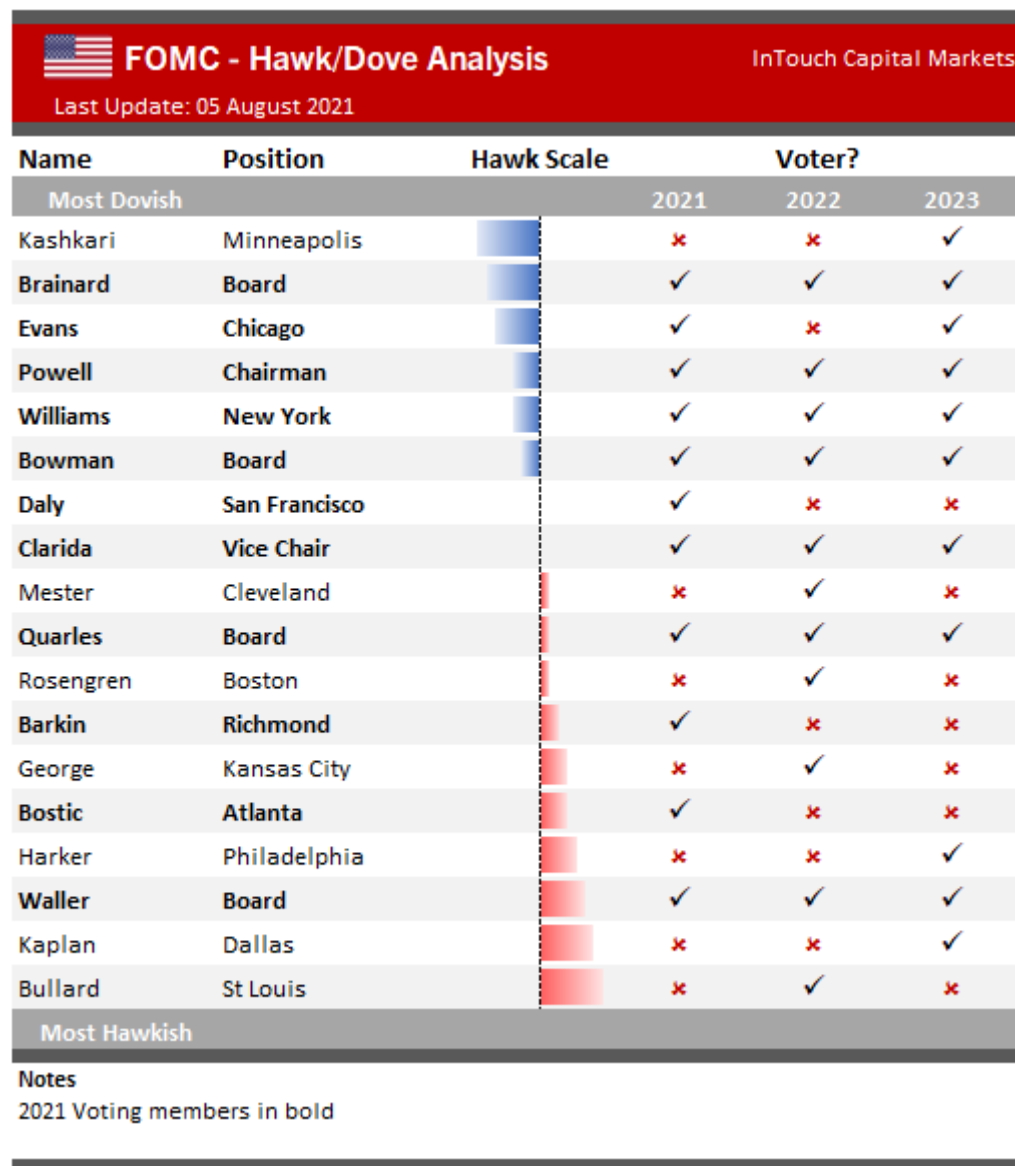 FOMC - Hawk/Dove Analysis InTouch Capital Markets
Last Update: 05 August 2021
Name Position Hawk Scale Voter?
Most Dovish 2021 2022 2023
Kashkari Minneapolis ✘ ✘ ✓
Brainard Board ✓ ✓ ✓
Evans Chicago ✓ ✘ ✓
Powell Chairman ✓ ✓ ✓
Williams New York ✓ ✓ ✓
Bowman Board ✓ ✓ ✓
Daly San Francisco ✓ ✘ ✘
Clarida Vice Chair ✓ ✓ ✓
Mester Cleveland ✘ ✓ ✘
Quarles Board ✓ ✓ ✓
Rosengren Boston ✘ ✓ ✘
Barkin Richmond ✓ ✘ ✘
George Kansas City ✘ ✓ ✘
Bostic Atlanta ✓ ✘ ✘
Harker Philadelphia ✘ ✘ ✓
Waller Board ✓ ✓ ✓
Kaplan Dallas ✘ ✘ ✓
Bullard St Louis ✘ ✓ ✘
Most Hawkish
Notes
2021 Voting members in bold